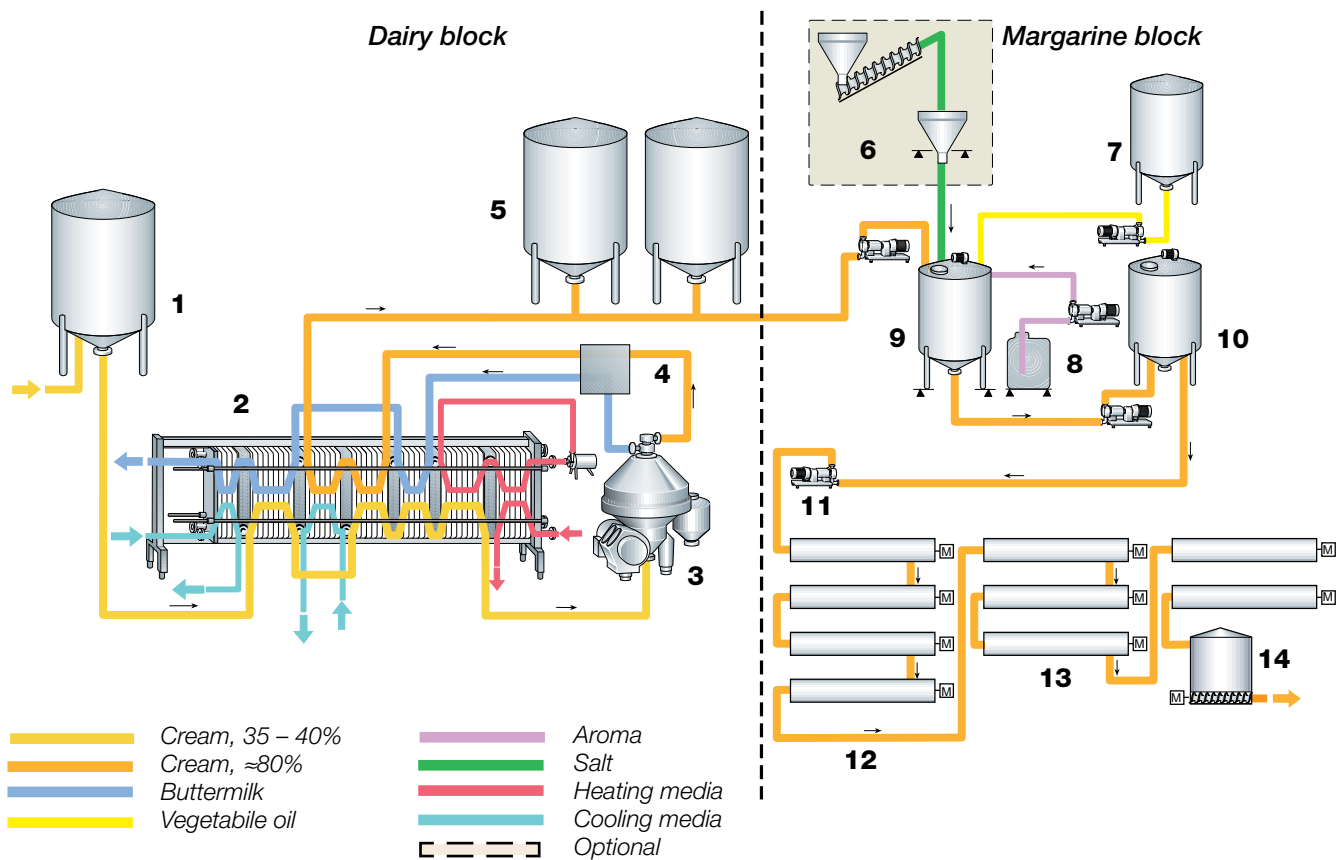 Dairy block
Margarine block
6
7
5
1
4
9
8
10
2
11
3
14
13
12
M
M
M
M
M
M
M
M
M
M
Cream, 35 – 40%
Cream, ≈80%
Buttermilk
Vegetabile oil
Aroma
Salt
Heating media
Cooling media
Optional